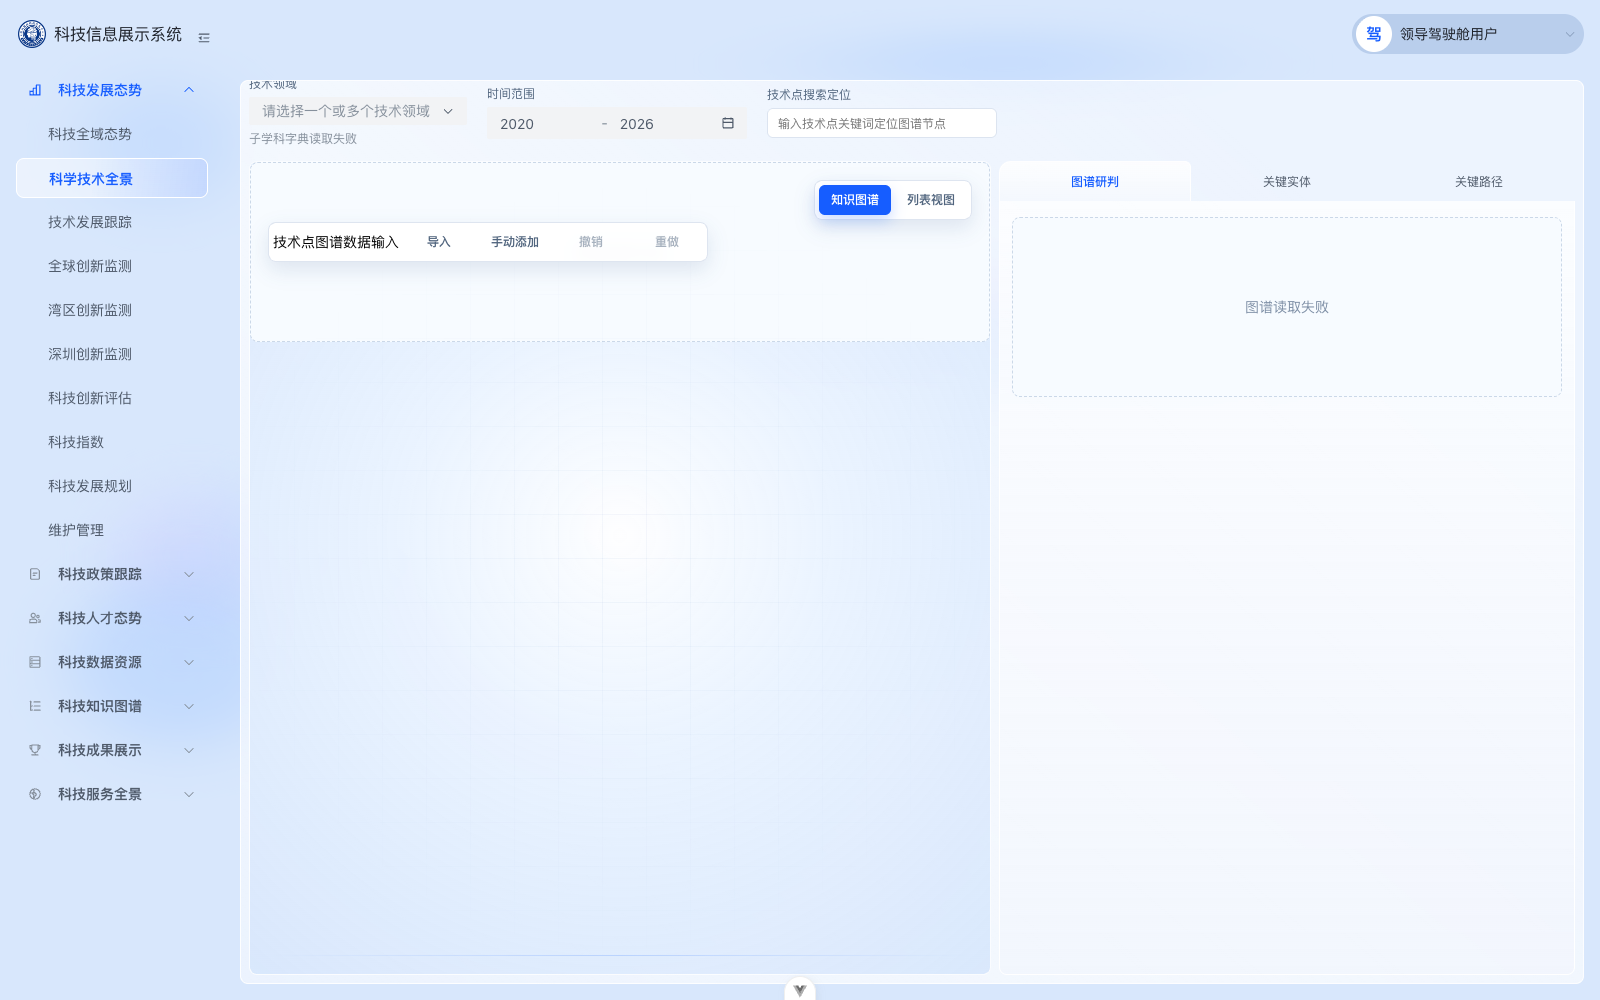 科技信息展示系统
驾 领导驾驶舱用户
科技发展态势
科技全域态势
科学技术全景
技术发展跟踪
全球创新监测
湾区创新监测
深圳创新监测
科技创新评估
科技指数
科技发展规划
维护管理
科技政策跟踪
科技人才态势
科技数据资源
科技知识图谱
科技成果展示
科技服务全景
技术领域
请选择一个或多个技术领域
子学科字典读取失败
时间范围
2020 - 2026
技术点搜索定位
输入技术点关键词定位图谱节点
知识图谱 列表视图
技术点图谱数据输入 导入 手动添加 撤销 重做
图谱研判 关键实体 关键路径
图谱读取失败